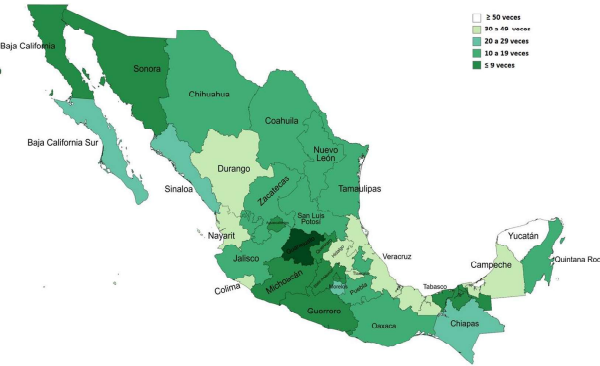 ≥ 50 veces
20 a 29 veces
10 a 19 veces
≤ 9 veces
Baja California
Sonora
Chihuahua
Coahuila
Baja California Sur
Nuevo
León
Durango
Sinaloa
Zacatecas
Tamaulipas
San Luis
Potosí
Nayarit
Yucatán
Jalisco
Veracruz
Campeche
Quintana Roo
Colima
Michoacán
Morelos
Puebla
Tabasco
Guerrero
Oaxaca
Chiapas